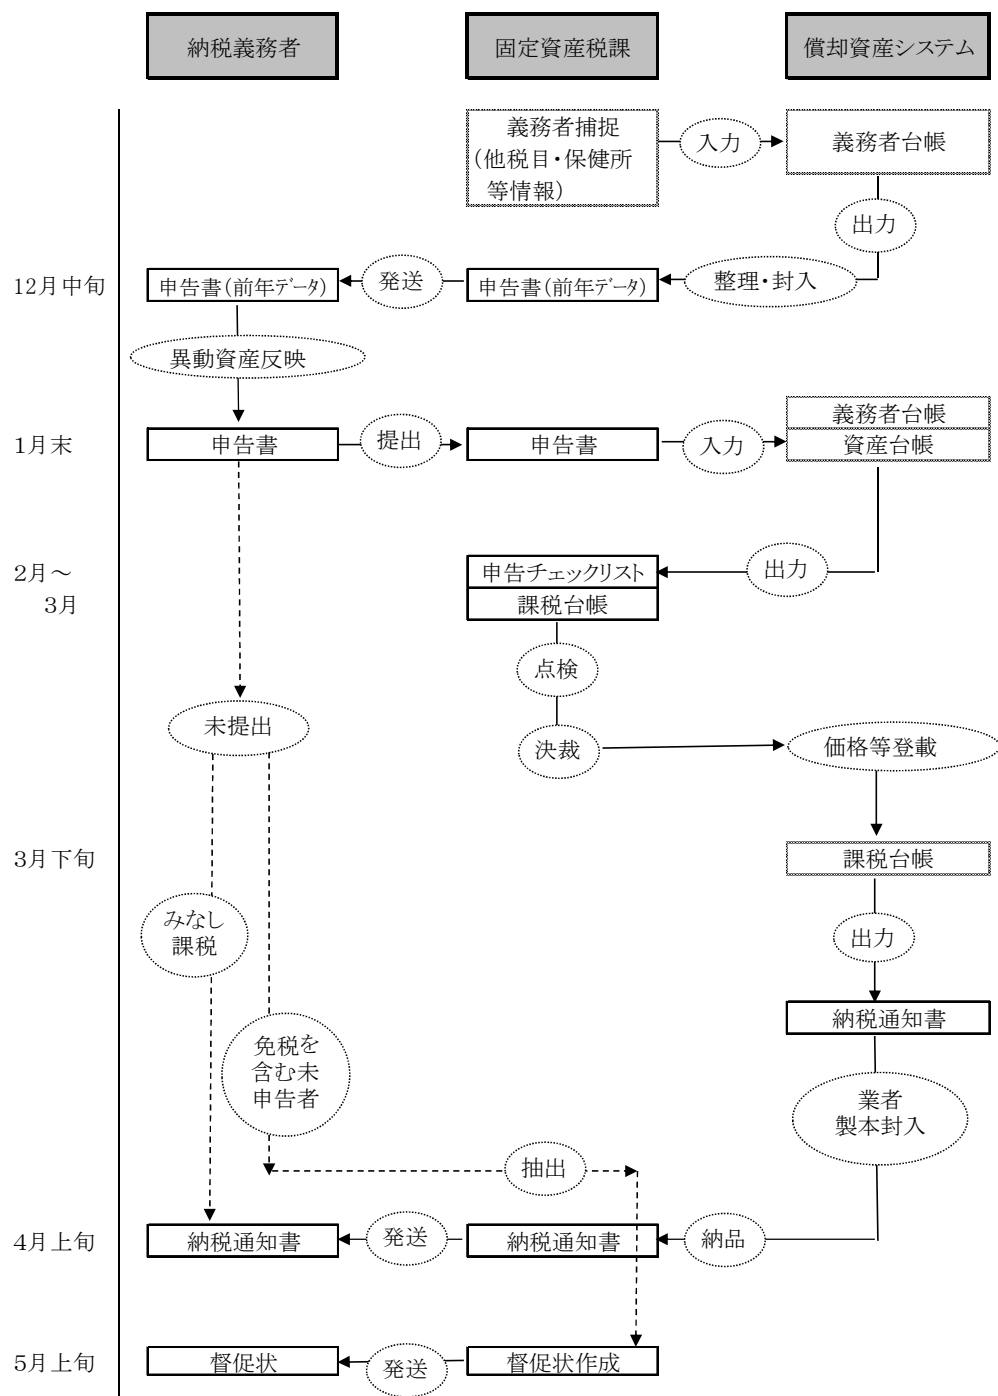 納税義務者
固定資産税課
償却資産システム
義務者捕捉
(他税目・保健所
等情報)
入力
義務者台帳
出力
12月中旬
申告書(前年データ)
発送
申告書(前年データ)
整理・封入
異動資産反映
1月末
申告書
提出
申告書
入力
義務者台帳
資産台帳
2月～
3月
申告チェックリスト
課税台帳
出力
点検
未提出
決裁
価格等登載
3月下旬
課税台帳
みなし
課税
出力
納税通知書
免税を
含む未
申告者
業者
製本封入
抽出
4月上旬
納税通知書
発送
納税通知書
納品
5月上旬
督促状
発送
督促状作成